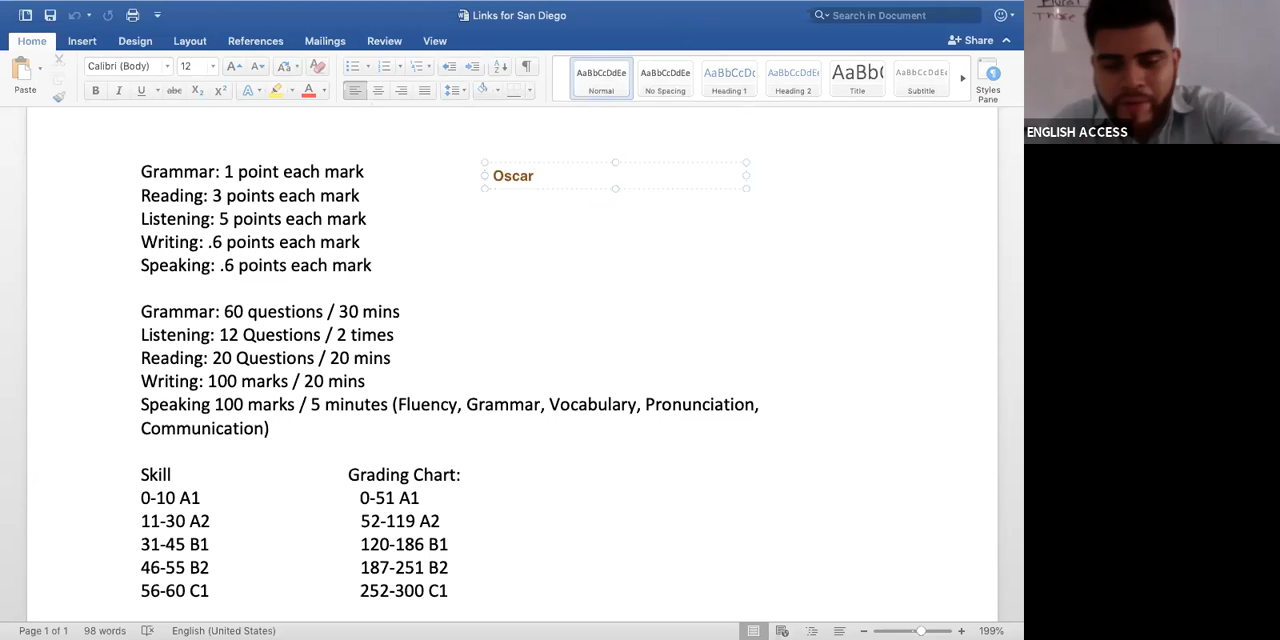 Links for San Diego
Search in Document
Home Insert Design Layout References Mailings Review View
Share
Paste
Calibri (Body) 12
AaBbCcDdEe AaBbCcDdEe AaBbCcDc AaBbCcDdEe AaBb( AaBbCcDdEe
Normal No Spacing Heading 1 Heading 2 Title Subtitle
Styles
Pane
Plural
Those
ENGLISH ACCESS
Grammar: 1 point each mark
Oscar
Reading: 3 points each mark
Listening: 5 points each mark
Writing: .6 points each mark
Speaking: .6 points each mark
Grammar: 60 questions / 30 mins
Listening: 12 Questions / 2 times
Reading: 20 Questions / 20 mins
Writing: 100 marks / 20 mins
Speaking 100 marks / 5 minutes (Fluency, Grammar, Vocabulary, Pronunciation,
Communication)
Skill Grading Chart:
0-10 A1 0-51 A1
11-30 A2 52-119 A2
31-45 B1 120-186 B1
46-55 B2 187-251 B2
56-60 C1 252-300 C1
Page 1 of 1 98 words English (United States) 199%